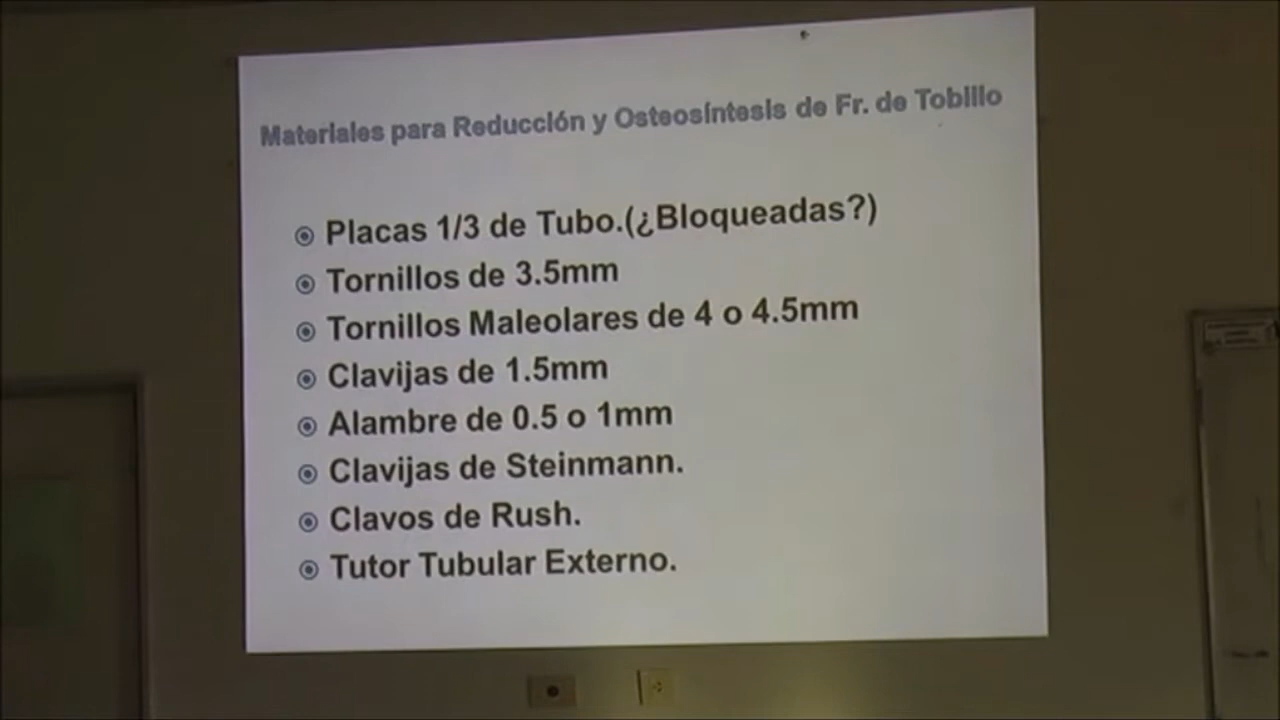 Materiales para Reducción y Osteosíntesis de Fr. de Tobillo
Placas 1/3 de Tubo.(¿Bloqueadas?)
Tornillos de 3.5mm
Tornillos Maleolares de 4 o 4.5mm
Clavijas de 1.5mm
Alambre de 0.5 o 1mm
Clavijas de Steinmann.
Clavos de Rush.
Tutor Tubular Externo.